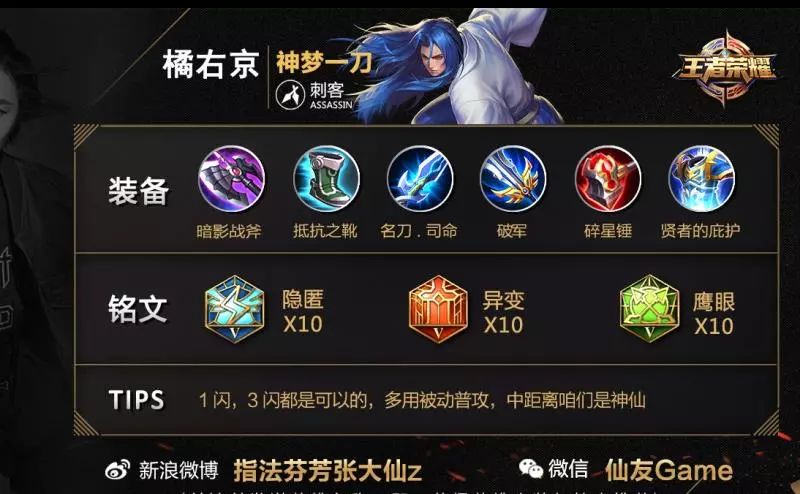 橘右京
神梦一刀
刺客
ASSASSIN
王者荣耀
装备
暗影战斧
抵抗之靴
名刀.司命
破军
碎星锤
贤者的庇护
铭文
隐匿
X10
异变
X10
鹰眼
X10
V
V
V
TIPS
1闪，3闪都是可以的，多用被动普攻，中距离咱们是神仙
新浪微博 指法芬芳张大仙z
微信 仙友Game